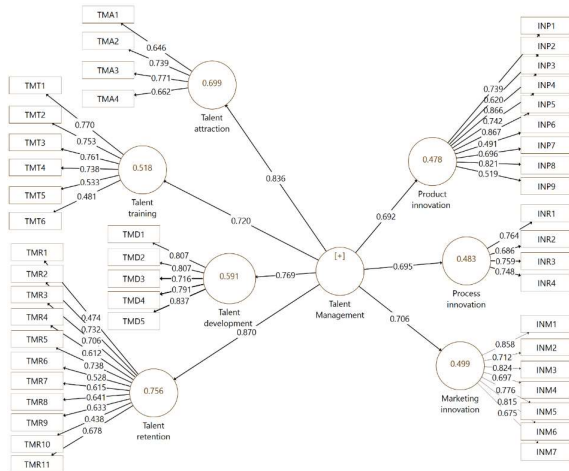 TMA1
TMA2
TMA3
TMA4
0.646
0.739
0.771
0.662
0.699
Talent
attraction
TMT1
TMT2
TMT3
TMT4
TMT5
TMT6
0.770
0.753
0.761
0.738
0.533
0.481
0.518
Talent
training
TMD1
TMD2
TMD3
TMD4
TMD5
0.807
0.807
0.716
0.791
0.837
0.591
Talent
development
TMR1
TMR2
TMR3
TMR4
TMR5
TMR6
TMR7
TMR8
TMR9
TMR10
TMR11
0.474
0.732
0.706
0.612
0.738
0.528
0.615
0.641
0.633
0.438
0.678
0.756
Talent
retention
0.836
0.720
0.769
0.870
[+]
Talent
Management
0.692
0.695
0.706
0.478
Product
innovation
0.739
0.620
0.866
0.742
0.867
0.491
0.696
0.821
0.519
INP1
INP2
INP3
INP4
INP5
INP6
INP7
INP8
INP9
0.483
Process
innovation
0.764
0.686
0.759
0.748
INR1
INR2
INR3
INR4
0.499
Marketing
innovation
0.858
0.712
0.824
0.697
0.776
0.815
0.675
INM1
INM2
INM3
INM4
INM5
INM6
INM7